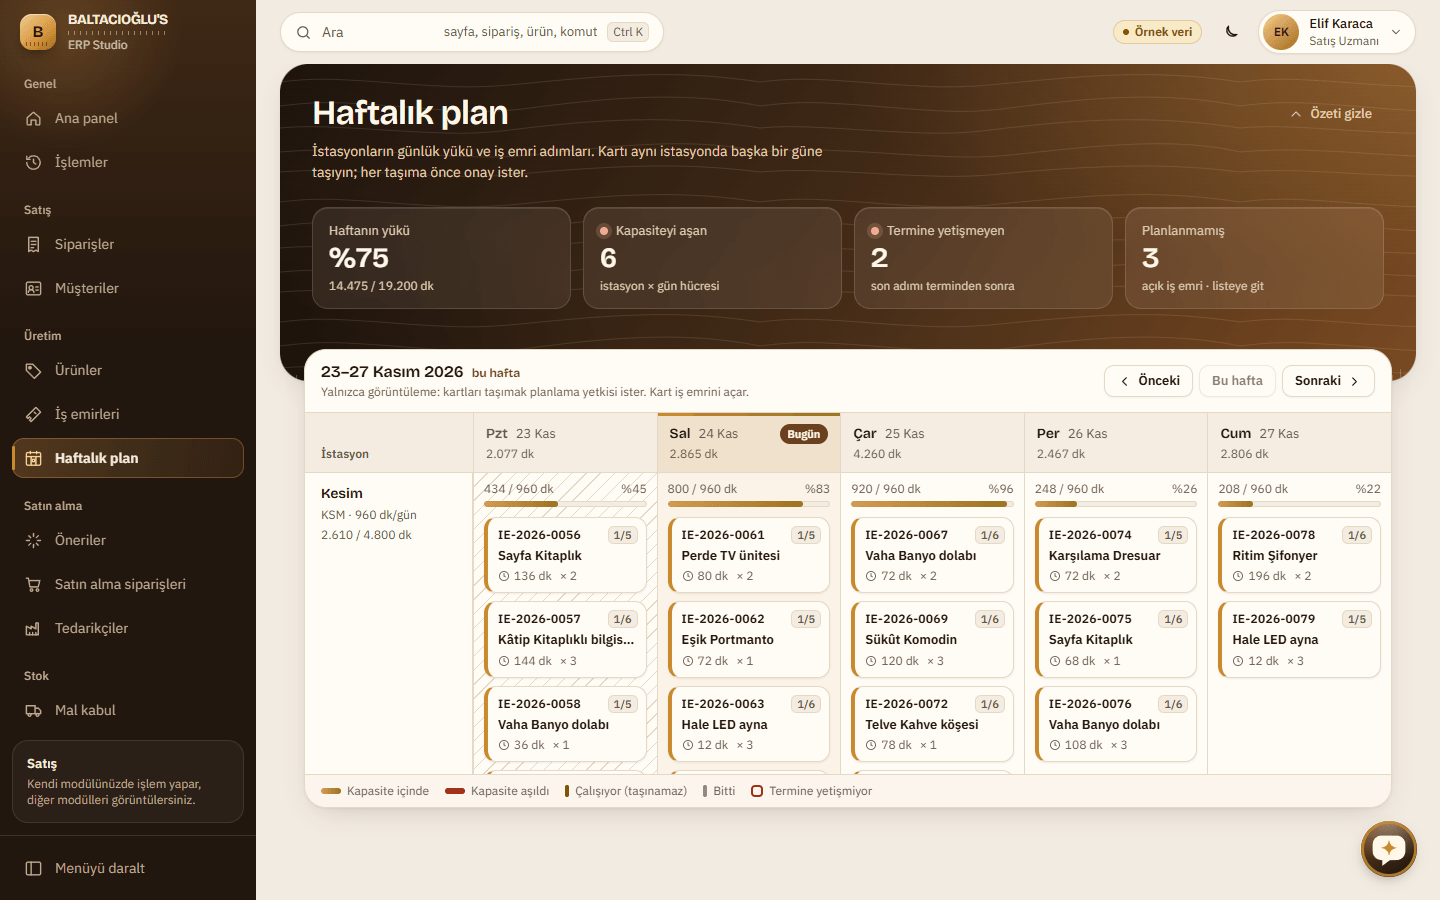 B
BALTACIOĞLU'S
ERP Studio
Genel
Ana panel
İşlemler
Satış
Siparişler
Müşteriler
Üretim
Ürünler
İş emirleri
Haftalık plan
Satın alma
Öneriler
Satın alma siparişleri
Tedarikçiler
Stok
Mal kabul
Satış
Kendi modülünüzde işlem yapar,
diğer modülleri görüntülersiniz.
Menüyü daralt
Ara sayfa, sipariş, ürün, komut Ctrl K
Örnek veri
EK
Elif Karaca
Satış Uzmanı
Haftalık plan
Özeti gizle
İstasyonların günlük yükü ve iş emri adımları. Kartı aynı istasyonda başka bir güne
taşıyın; her taşıma önce onay ister.
Haftanın yükü
%75
14.475 / 19.200 dk
Kapasiteyi aşan
6
istasyon × gün hücresi
Termine yetişmeyen
2
son adımı terminden sonra
Planlanmamış
3
açık iş emri · listeye git
23–27 Kasım 2026 bu hafta
Yalnızca görüntüleme: kartları taşımak planlama yetkisi ister. Kart iş emrini açar.
Önceki Bu hafta Sonraki
İstasyon
Pzt 23 Kas
2.077 dk
Sal 24 Kas Bugün
2.865 dk
Çar 25 Kas
4.260 dk
Per 26 Kas
2.467 dk
Cum 27 Kas
2.806 dk
Kesim
KSM · 960 dk/gün
2.610 / 4.800 dk
434 / 960 dk %45
IE-2026-0056 1/5
Sayfa Kitaplık
136 dk × 2
IE-2026-0057 1/6
Kâtip Kitaplıklı bilgis...
144 dk × 3
IE-2026-0058 1/5
Vaha Banyo dolabı
36 dk × 1
800 / 960 dk %83
IE-2026-0061 1/5
Perde TV ünitesi
80 dk × 2
IE-2026-0062 1/5
Eşik Portmanto
72 dk × 1
IE-2026-0063 1/6
Hale LED ayna
12 dk × 3
920 / 960 dk %96
IE-2026-0067 1/6
Vaha Banyo dolabı
72 dk × 2
IE-2026-0069 1/6
Sükût Komodin
120 dk × 3
IE-2026-0072 1/6
Telve Kahve köşesi
78 dk × 1
248 / 960 dk %26
IE-2026-0074 1/5
Karşılama Dresuar
72 dk × 2
IE-2026-0075 1/6
Sayfa Kitaplık
68 dk × 1
IE-2026-0076 1/6
Vaha Banyo dolabı
108 dk × 3
208 / 960 dk %22
IE-2026-0078 1/6
Ritim Şifonyer
196 dk × 2
IE-2026-0079 1/5
Hale LED ayna
12 dk × 3
Kapasite içinde Kapasite aşıldı Çalışıyor (taşınamaz) Bitti Termine yetişmiyor